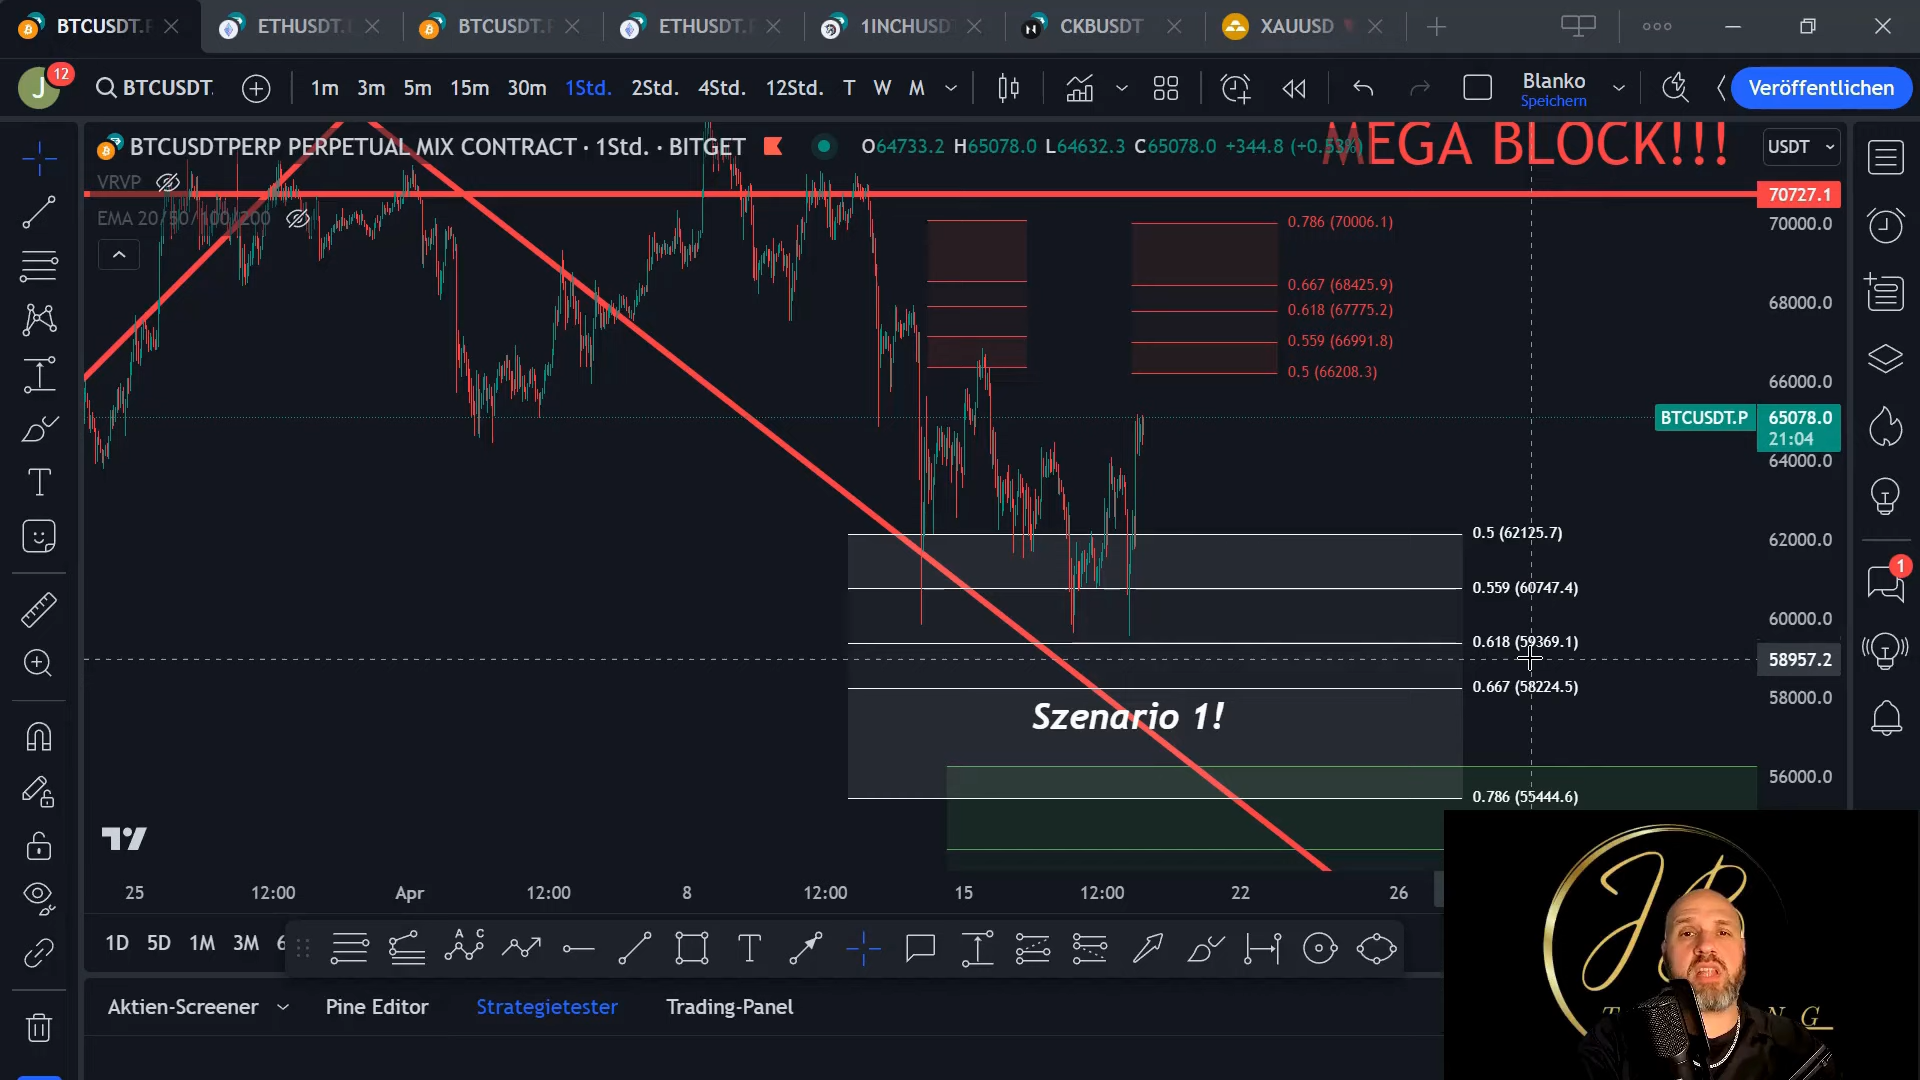 BTCUSDT.P
ETHUSDT.
BTCUSDT.F
ETHUSDT.
1INCHUSDT
CKBUSDT
XAUUSD
J
12
BTCUSDT.
1m
3m
5m
15m
30m
1Std.
2Std.
4Std.
12Std.
T
W
M
Blanko
Speichern
Veröffentlichen
BTCUSDTPERP PERPETUAL MIX CONTRACT · 1Std. · BITGET
O64733.2 H65078.0 L64632.3 C65078.0 +344.8 (+0.53%)
MEGA BLOCK!!!
USDT
VRVP
EMA 20/50/100/200
70727.1
70000.0
68000.0
66000.0
BTCUSDT.P
65078.0
21:04
64000.0
62000.0
60000.0
58957.2
58000.0
56000.0
0.786 (70006.1)
0.667 (68425.9)
0.618 (67775.2)
0.559 (66991.8)
0.5 (66208.3)
0.5 (62125.7)
0.559 (60747.4)
0.618 (59369.1)
0.667 (58224.5)
0.786 (55444.6)
Szenario 1!
1
25
12:00
Apr
12:00
8
12:00
15
12:00
22
26
1D
5D
1M
3M
6
A C
T
Aktien-Screener
Pine Editor
Strategietester
Trading-Panel